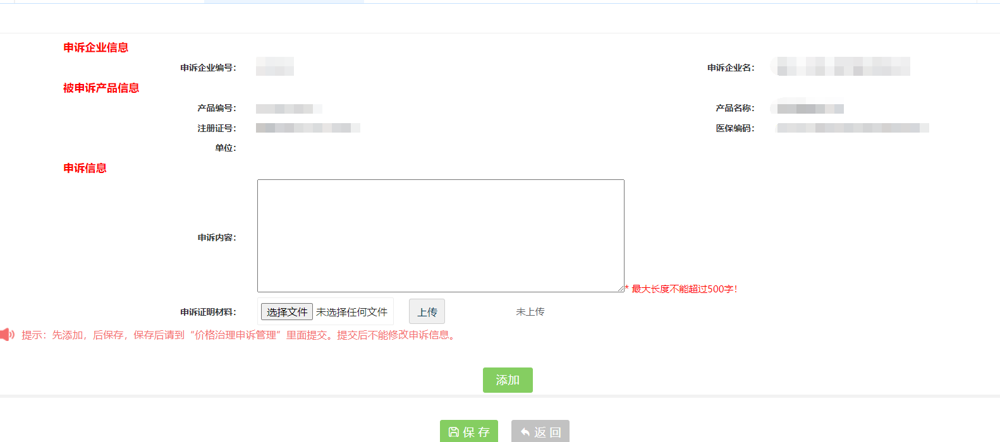 申诉企业信息
申诉企业编号：
申诉企业名：
被申诉产品信息
产品编号：
产品名称：
注册证号：
医保编码：
单位：
申诉信息
申诉内容：
* 最大长度不能超过500字！
申诉证明材料：
选择文件 未选择任何文件
上传
未上传
提示：先添加，后保存，保存后请到“价格治理申诉管理”里面提交。提交后不能修改申诉信息。
添加
保存
返回